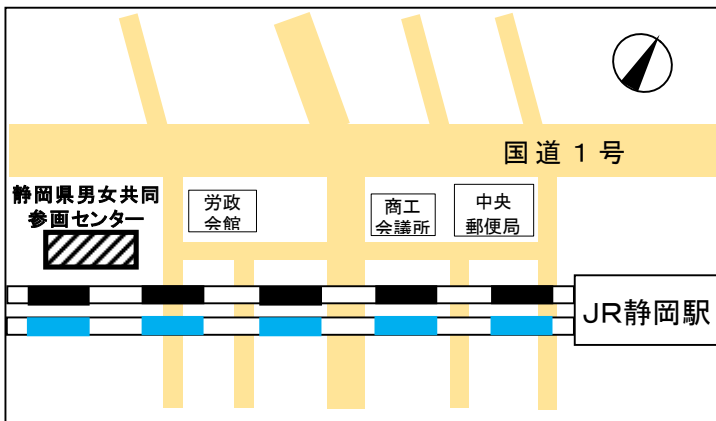 国道１号
静岡県男女共同
参画センター
労政
会館
商工
会議所
中央
郵便局
ＪＲ静岡駅